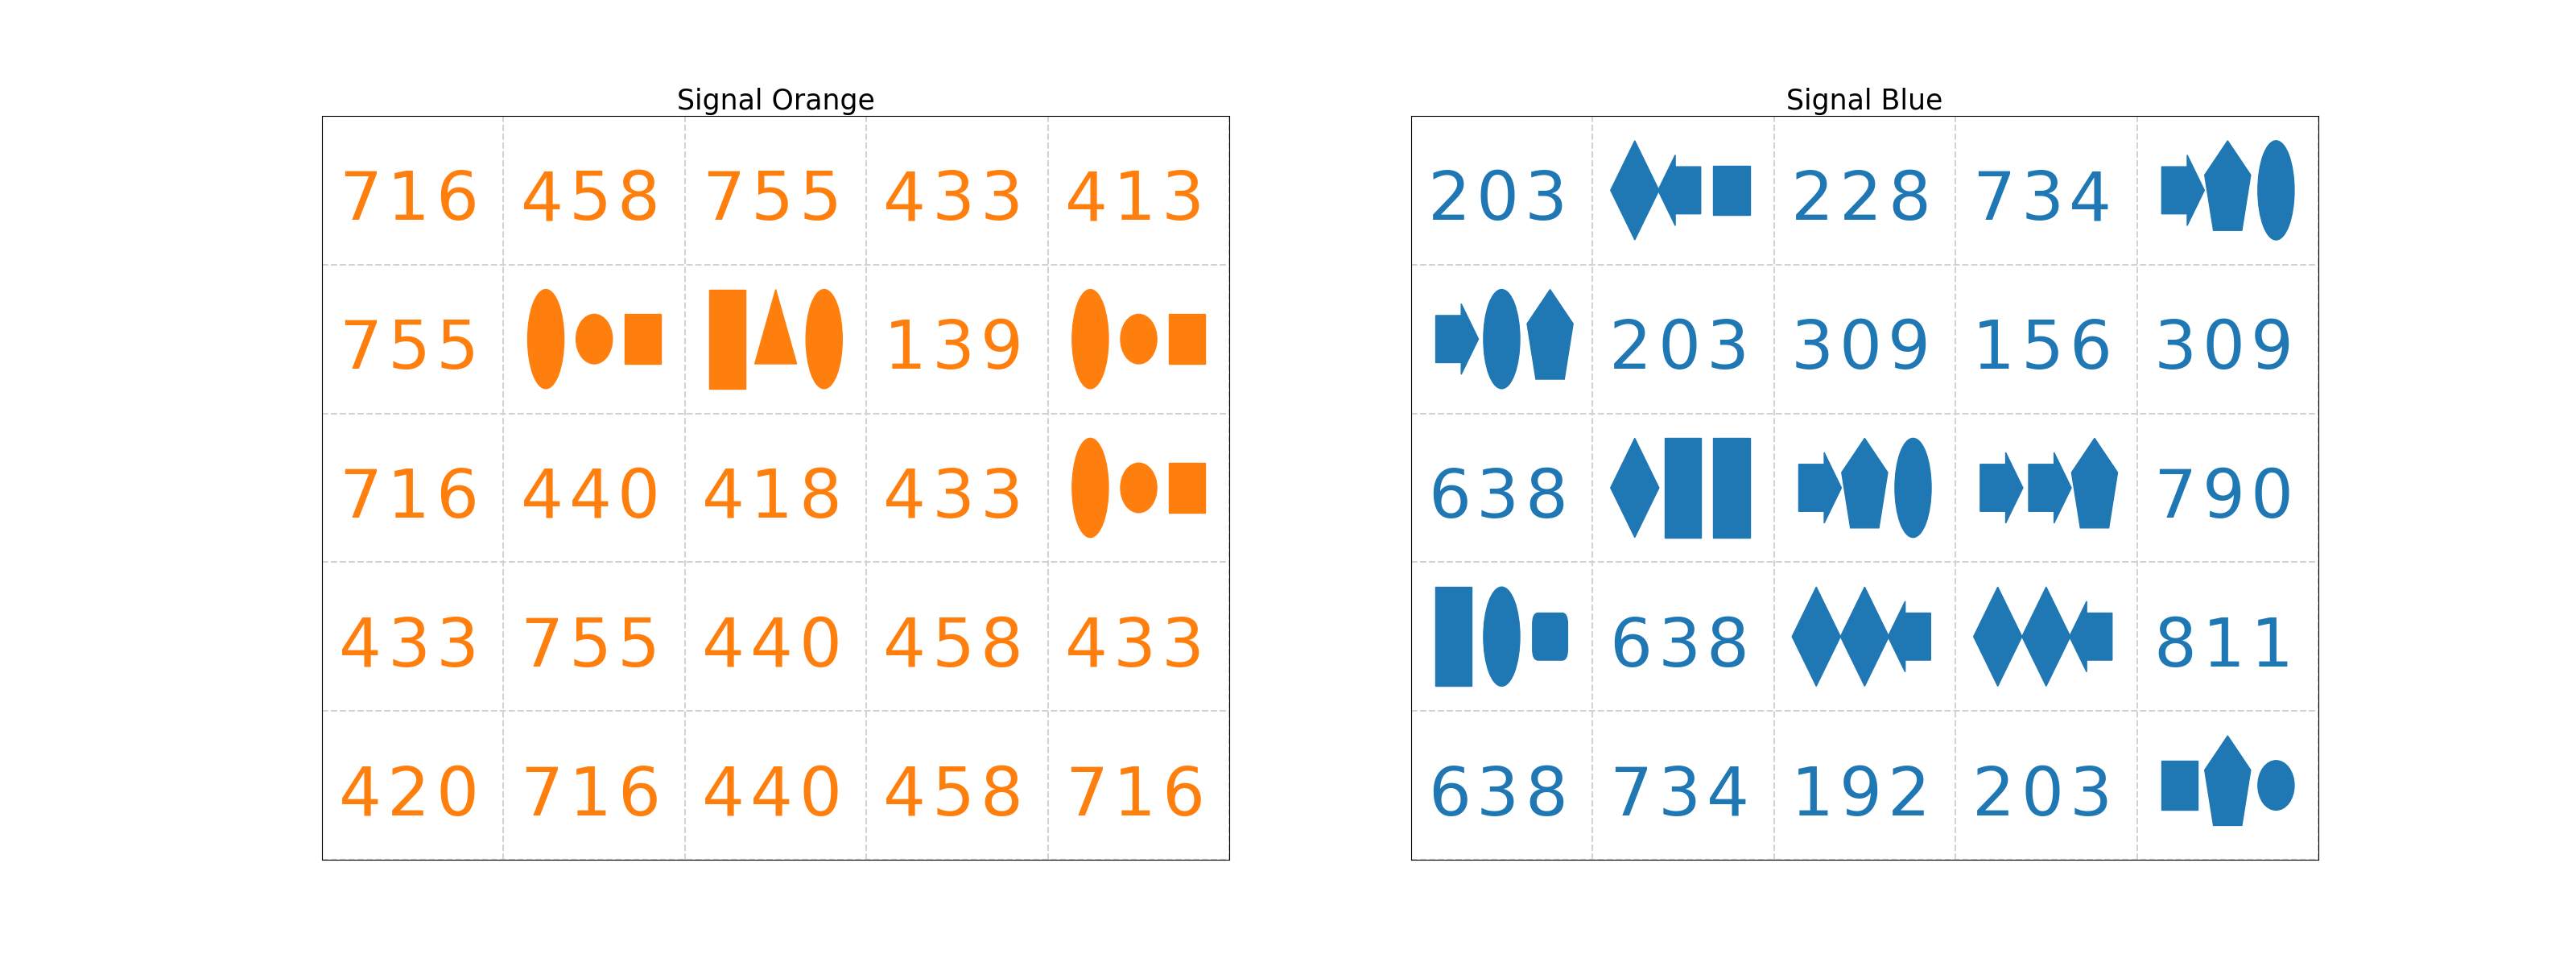 Signal Orange
716 458 755 433 413
755 139
716 440 418 433
433 755 440 458 433
420 716 440 458 716
Signal Blue
203 228 734
203 309 156 309
638 790
638 811
638 734 192 203